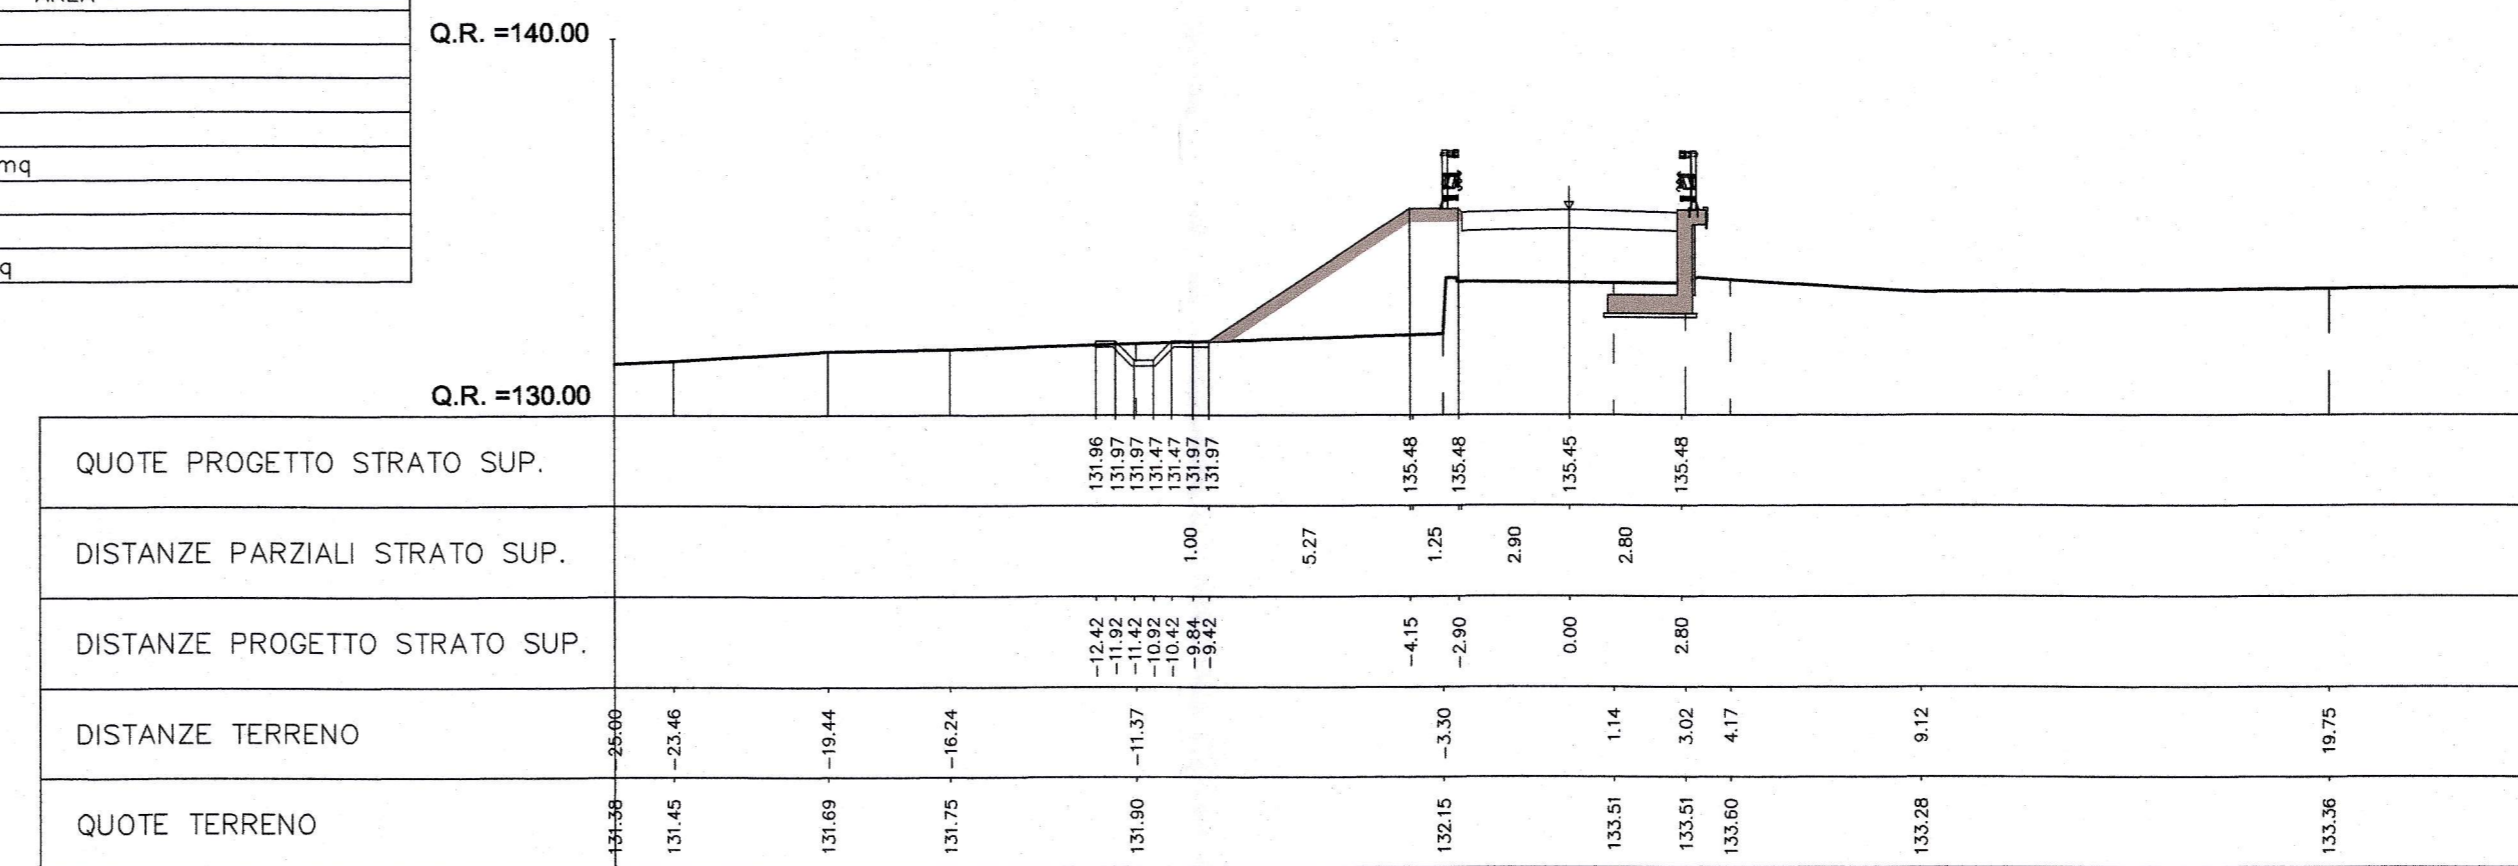 Q.R. =140.00
mq
q
Q.R. =130.00
QUOTE PROGETTO STRATO SUP. 131.96 131.97 131.97 131.47 131.47 131.97 131.97 135.48 135.48 135.45 135.48
DISTANZE PARZIALI STRATO SUP. 1.00 5.27 1.25 2.90 2.80
DISTANZE PROGETTO STRATO SUP. -12.42 -11.92 -11.42 -10.92 -10.42 -9.84 -9.42 -4.15 -2.90 0.00 2.80
DISTANZE TERRENO -25.00 -23.46 -19.44 -16.24 -11.37 -3.30 1.14 3.02 4.17 9.12 19.75
QUOTE TERRENO 131.38 131.45 131.69 131.75 131.90 132.15 133.51 133.51 133.60 133.28 133.36